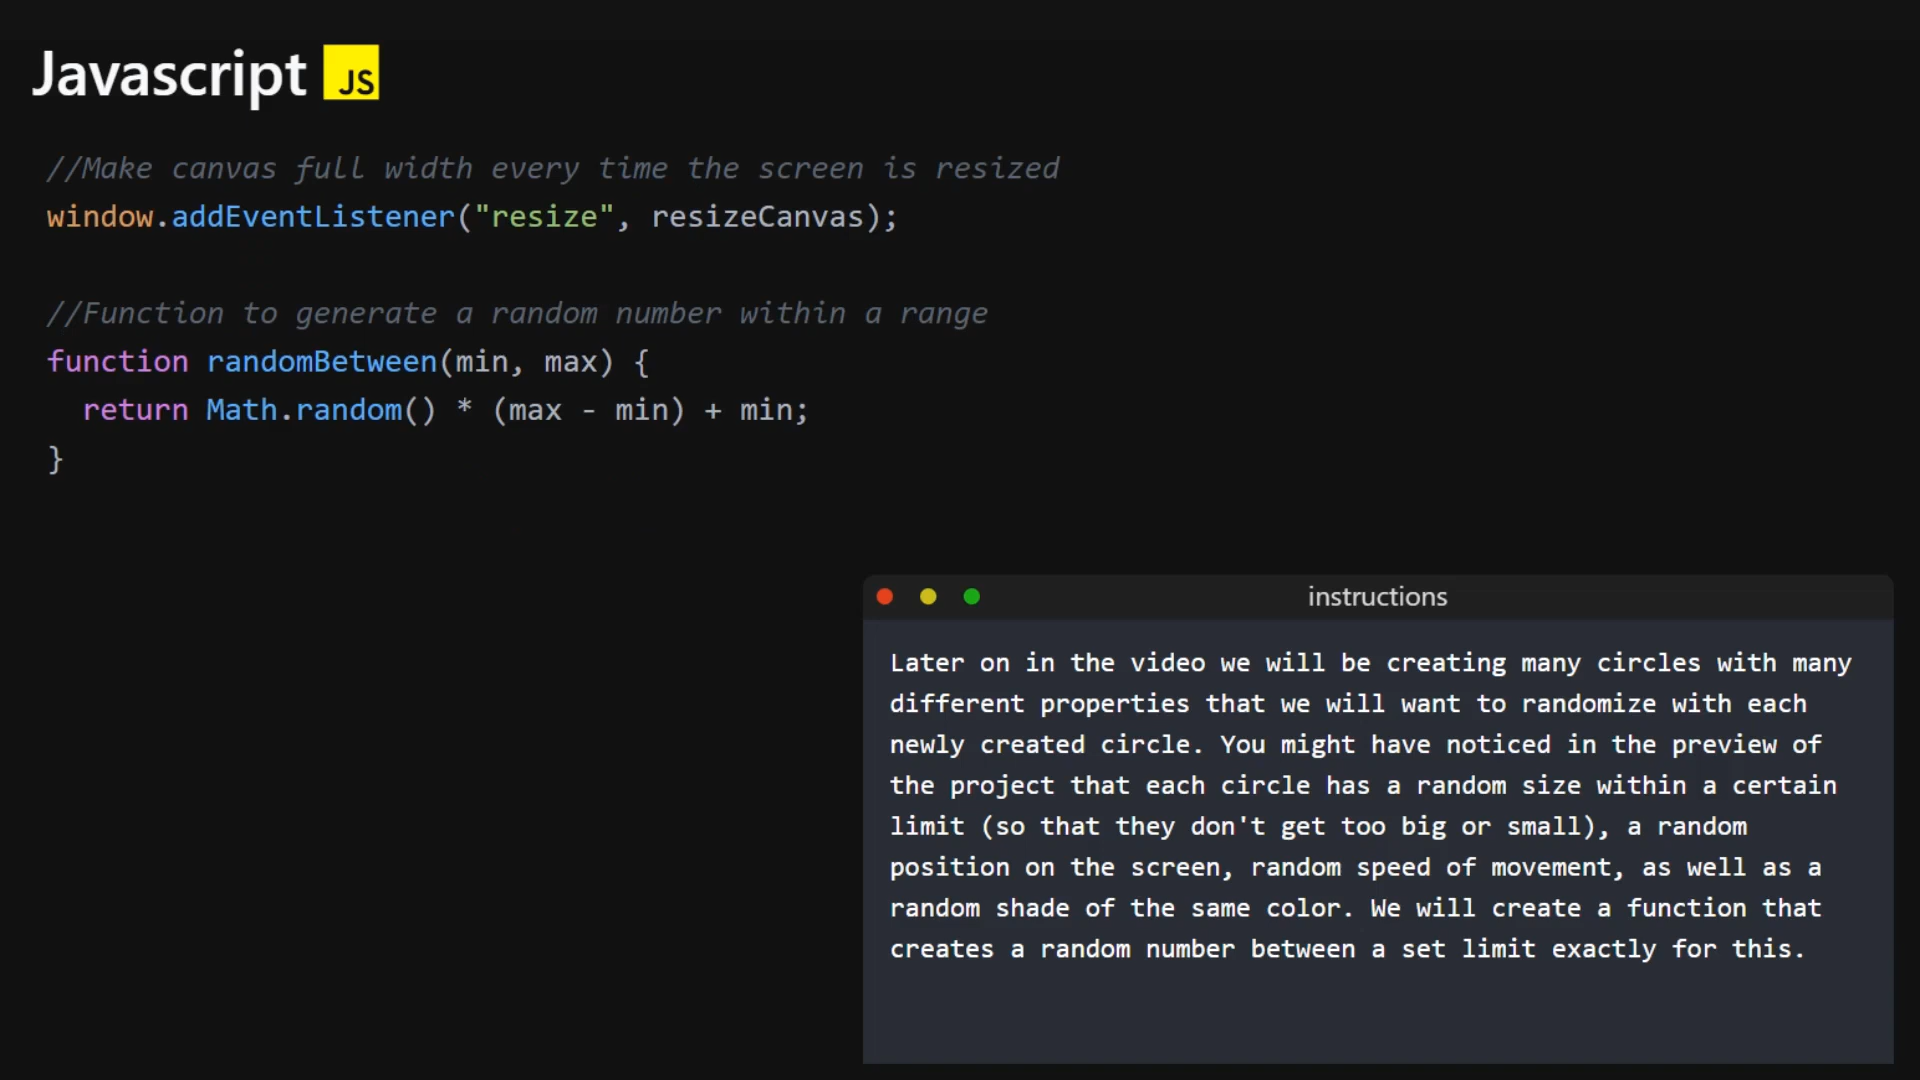 Javascript JS
//Make canvas full width every time the screen is resized
window.addEventListener("resize", resizeCanvas);
//Function to generate a random number within a range
function randomBetween(min, max) {
  return Math.random() * (max - min) + min;
}
instructions
Later on in the video we will be creating many circles with many
different properties that we will want to randomize with each
newly created circle. You might have noticed in the preview of
the project that each circle has a random size within a certain
limit (so that they don't get too big or small), a random
position on the screen, random speed of movement, as well as a
random shade of the same color. We will create a function that
creates a random number between a set limit exactly for this.